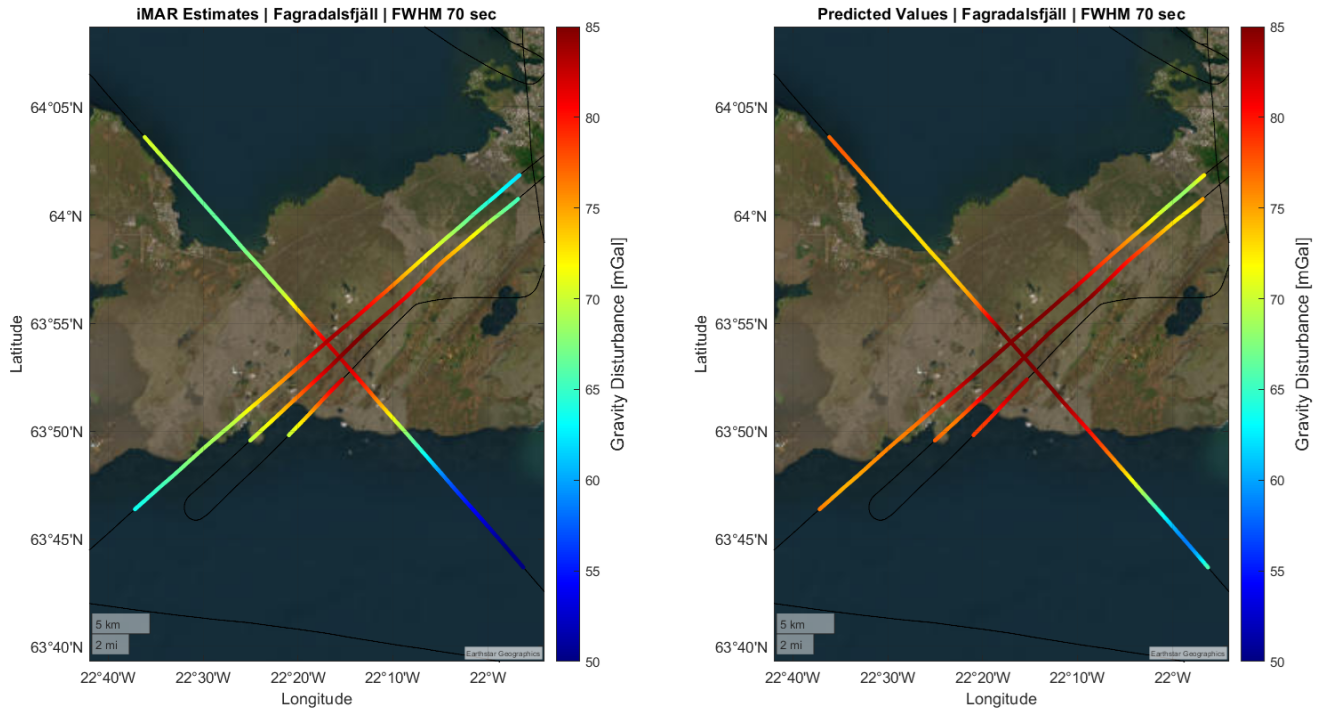 iMAR Estimates | Fagradalsfjäll | FWHM 70 sec
64°05'N
64°N
63°55'N
63°50'N
63°45'N
63°40'N
Latitude
22°40'W
22°30'W
22°20'W
22°10'W
22°W
Longitude
5 km
2 mi
Earthstar Geographics
85
80
75
70
65
60
55
50
Gravity Disturbance [mGal]
Predicted Values | Fagradalsfjäll | FWHM 70 sec
64°05'N
64°N
63°55'N
63°50'N
63°45'N
63°40'N
Latitude
22°40'W
22°30'W
22°20'W
22°10'W
22°W
Longitude
5 km
2 mi
Earthstar Geographics
85
80
75
70
65
60
55
50
Gravity Disturbance [mGal]